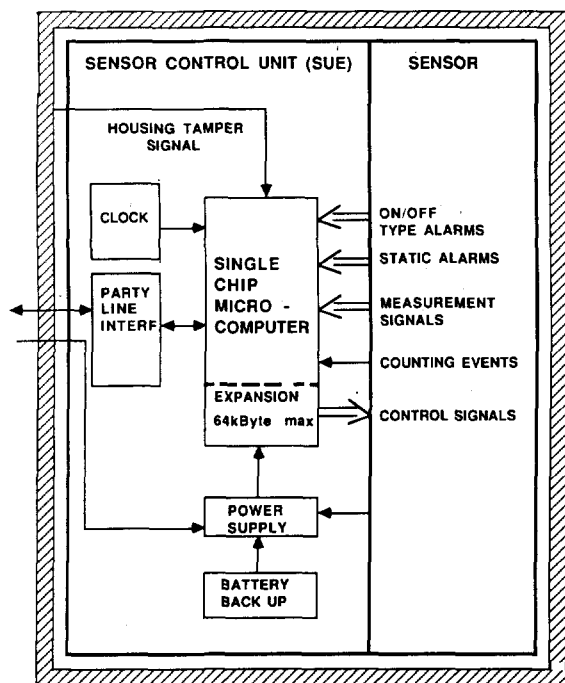 SENSOR CONTROL UNIT (SUE)
SENSOR
HOUSING TAMPER
SIGNAL
CLOCK
PARTY
LINE
INTERF
SINGLE
CHIP
MICRO -
COMPUTER
EXPANSION
64kByte max
ON/OFF
TYPE ALARMS
STATIC ALARMS
MEASUREMENT
SIGNALS
COUNTING EVENTS
CONTROL SIGNALS
POWER
SUPPLY
BATTERY
BACK UP